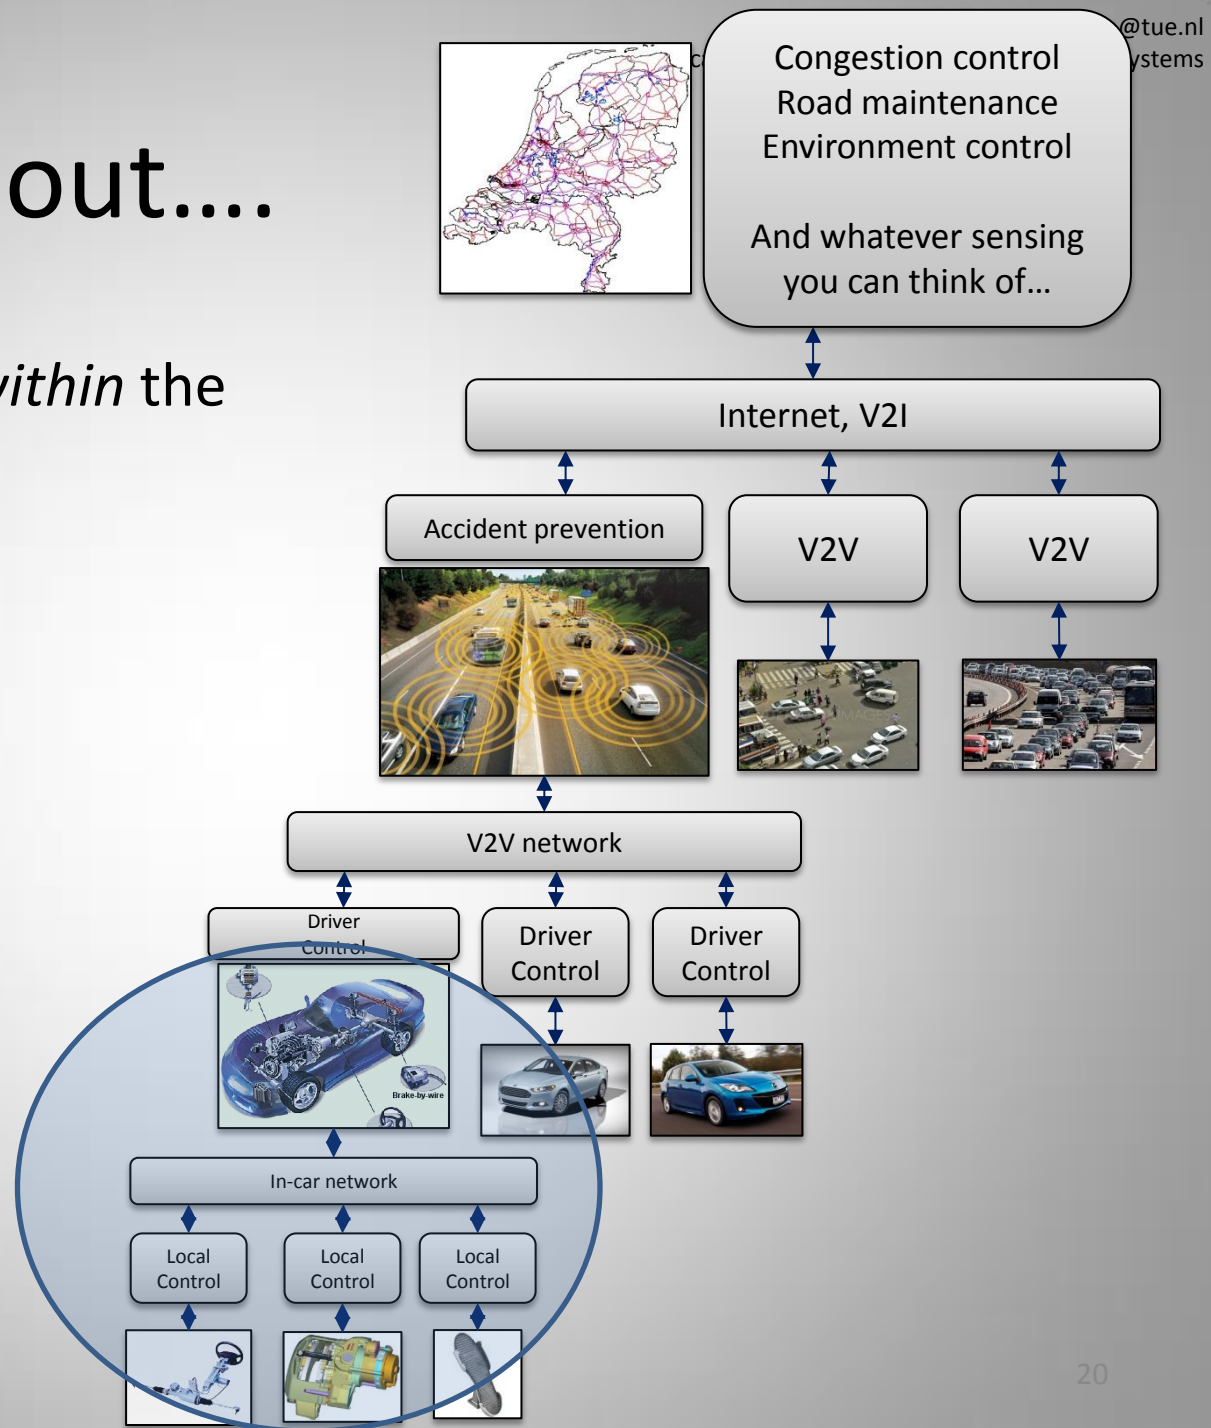 @tue.nl
ystems
Congestion control
Road maintenance
Environment control
And whatever sensing
you can think of...
out....
within the
Internet, V2I
Accident prevention
V2V
V2V
V2V network
Driver
Control
Driver
Control
Driver
Control
Brake-by-wire
In-car network
Local
Control
Local
Control
Local
Control
20